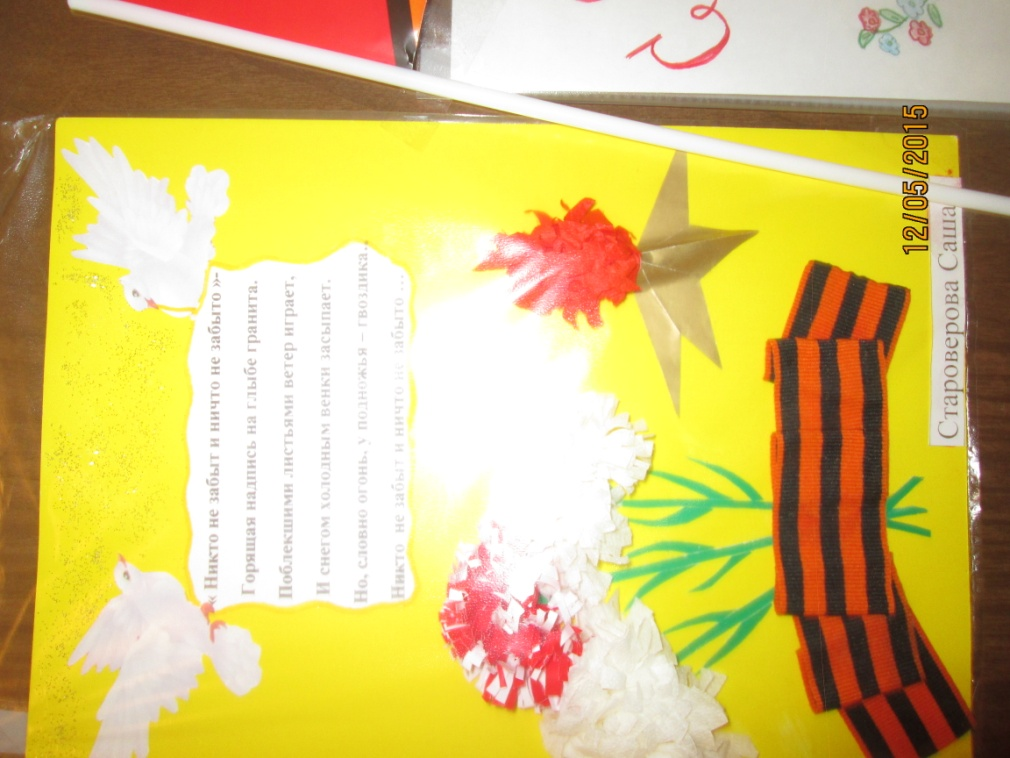 « Никто не забыт и ничто не забыто »-
Горящая надпись на глыбе гранита.
Поблекшими листьями ветер играет,
И снегом холодным венки засыпает.
Но, словно огонь, у подножья – гвоздика..
Никто не забыт и ничто не забыто …
Староверова Саша
12/05/2015